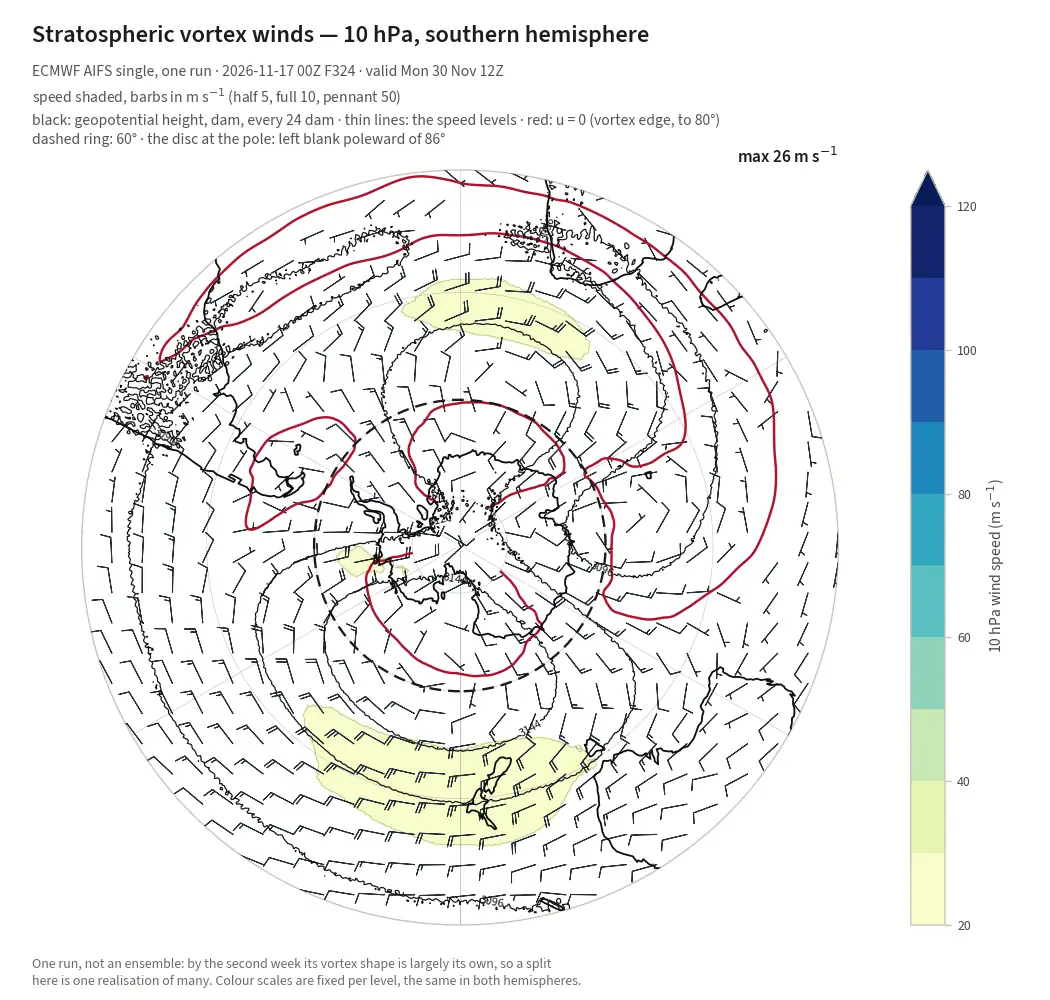 Stratospheric vortex winds — 10 hPa, southern hemisphere
ECMWF AIFS single, one run · 2026-11-17 00Z F324 · valid Mon 30 Nov 12Z
speed shaded, barbs in m s⁻¹ (half 5, full 10, pennant 50)
black: geopotential height, dam, every 24 dam · thin lines: the speed levels · red: u = 0 (vortex edge, to 80°)
dashed ring: 60° · the disc at the pole: left blank poleward of 86°
max 26 m s⁻¹
120
100
80
60
40
20
10 hPa wind speed (m s⁻¹)
3096
3144
3144
3096
One run, not an ensemble: by the second week its vortex shape is largely its own, so a split
here is one realisation of many. Colour scales are fixed per level, the same in both hemispheres.